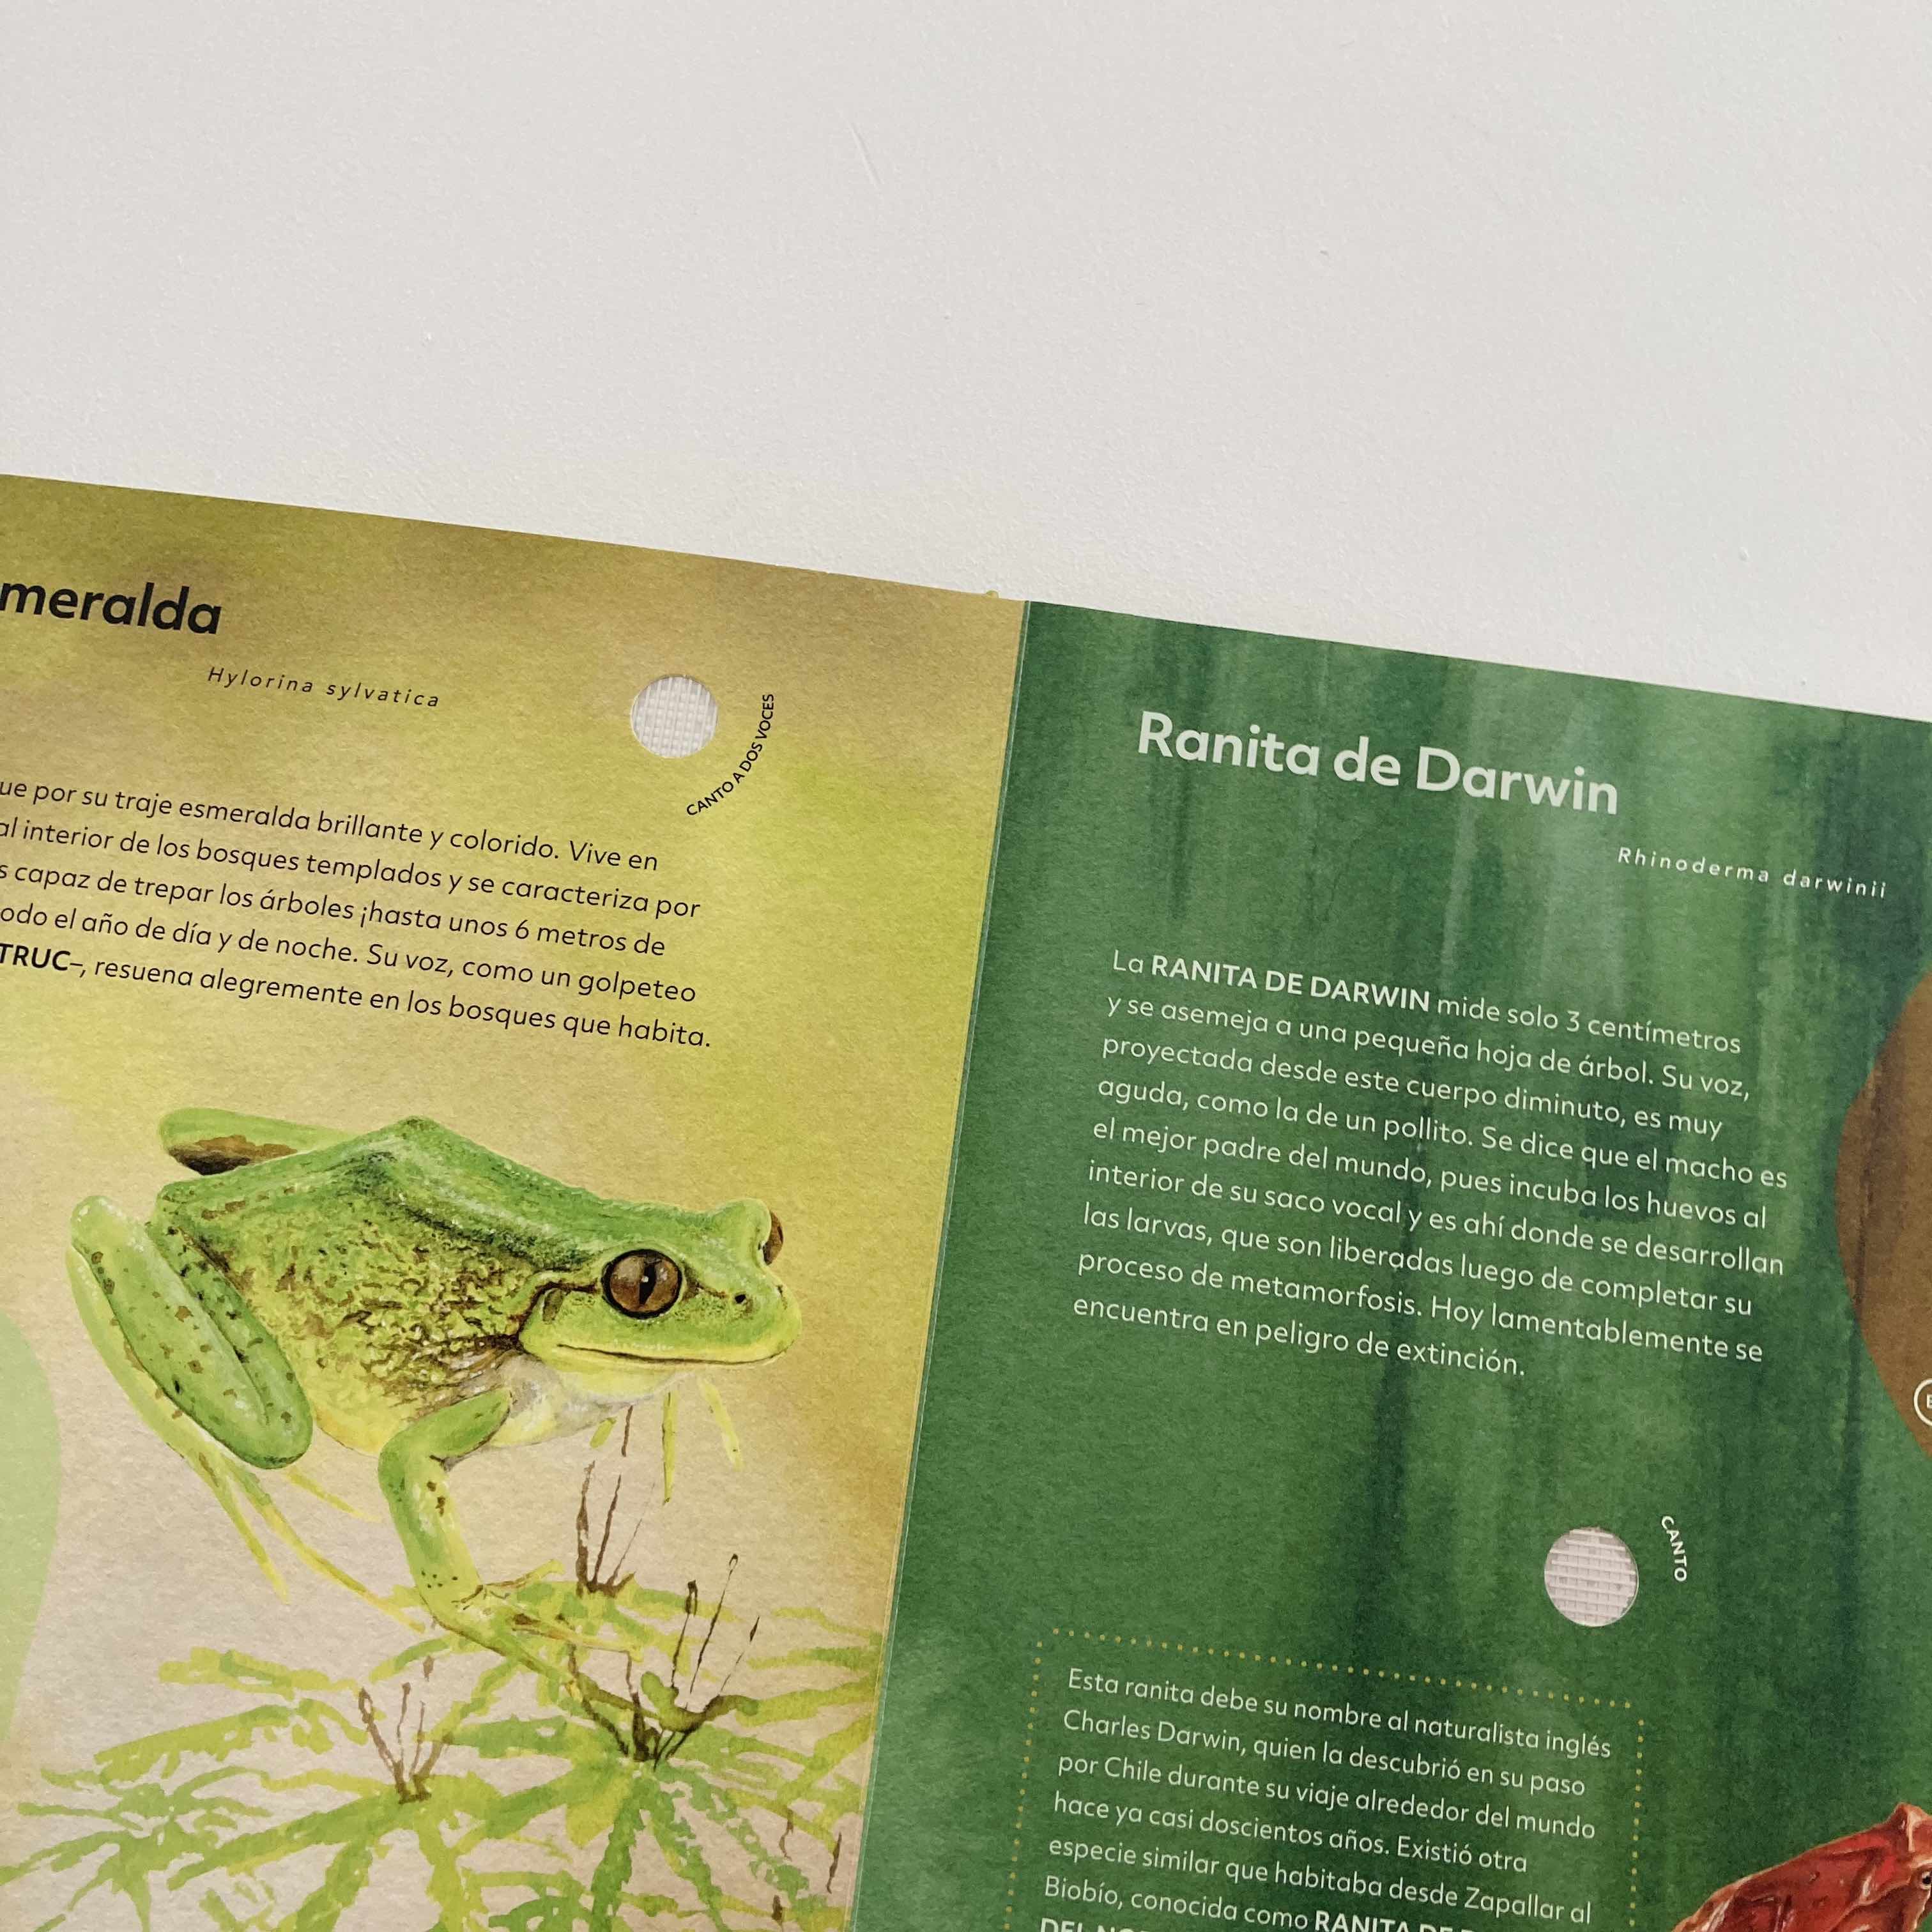 meralda
Hylorina sylvatica
CANTO A DOS VOCES
ue por su traje esmeralda brillante y colorido. Vive en
al interior de los bosques templados y se caracteriza por
s capaz de trepar los árboles ¡hasta unos 6 metros de
odo el año de día y de noche. Su voz, como un golpeteo
TRUC–, resuena alegremente en los bosques que habita.
Ranita de Darwin
Rhinoderma darwinii
La RANITA DE DARWIN mide solo 3 centímetros
y se asemeja a una pequeña hoja de árbol. Su voz,
proyectada desde este cuerpo diminuto, es muy
aguda, como la de un pollito. Se dice que el macho es
el mejor padre del mundo, pues incuba los huevos al
interior de su saco vocal y es ahí donde se desarrollan
las larvas, que son liberadas luego de completar su
proceso de metamorfosis. Hoy lamentablemente se
encuentra en peligro de extinción.
CANTO
Esta ranita debe su nombre al naturalista inglés
Charles Darwin, quien la descubrió en su paso
por Chile durante su viaje alrededor del mundo
hace ya casi doscientos años. Existió otra
especie similar que habitaba desde Zapallar al
Biobío, conocida como RANITA DE